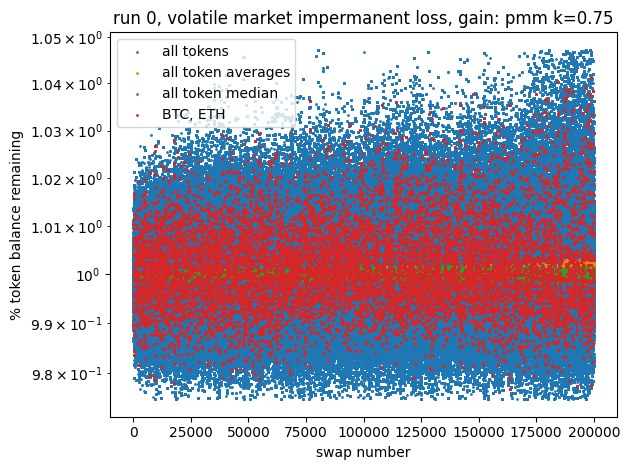 run 0, volatile market impermanent loss, gain: pmm k=0.75
1.05 × 10⁰
1.04 × 10⁰
1.03 × 10⁰
1.02 × 10⁰
1.01 × 10⁰
10⁰
9.9 × 10⁻¹
9.8 × 10⁻¹
% token balance remaining
all tokens
all token averages
all token median
BTC, ETH
0 25000 50000 75000 100000 125000 150000 175000 200000
swap number